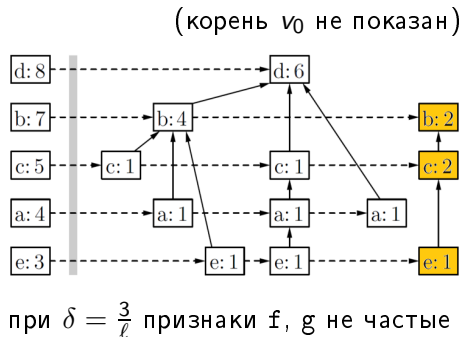 (корень v₀ не показан)
d: 8 d: 6
b: 7 b: 4 b: 2
c: 5 c: 1 c: 1 c: 2
a: 4 a: 1 a: 1 a: 1
e: 3 e: 1 e: 1 e: 1
при δ = 3/ℓ признаки f, g не частые